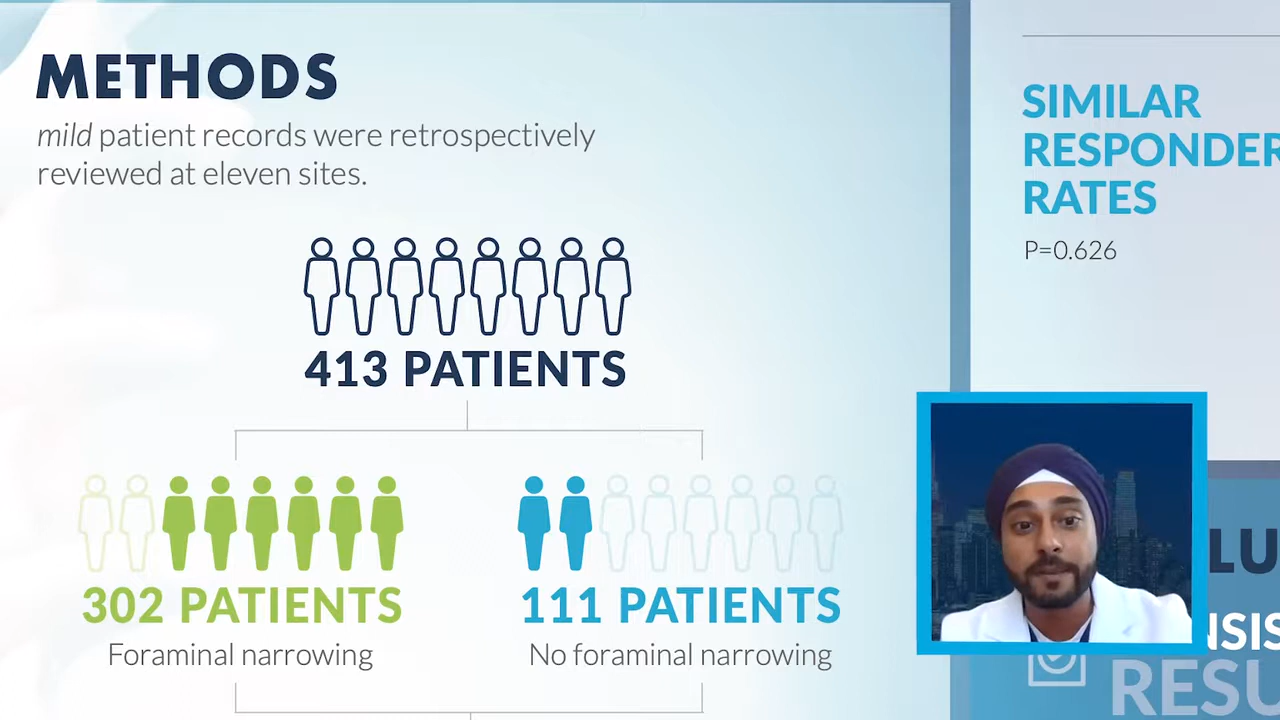 METHODS
mild patient records were retrospectively
reviewed at eleven sites.
413 PATIENTS
302 PATIENTS
Foraminal narrowing
111 PATIENTS
No foraminal narrowing
SIMILAR
RESPONDER
RATES
P=0.626